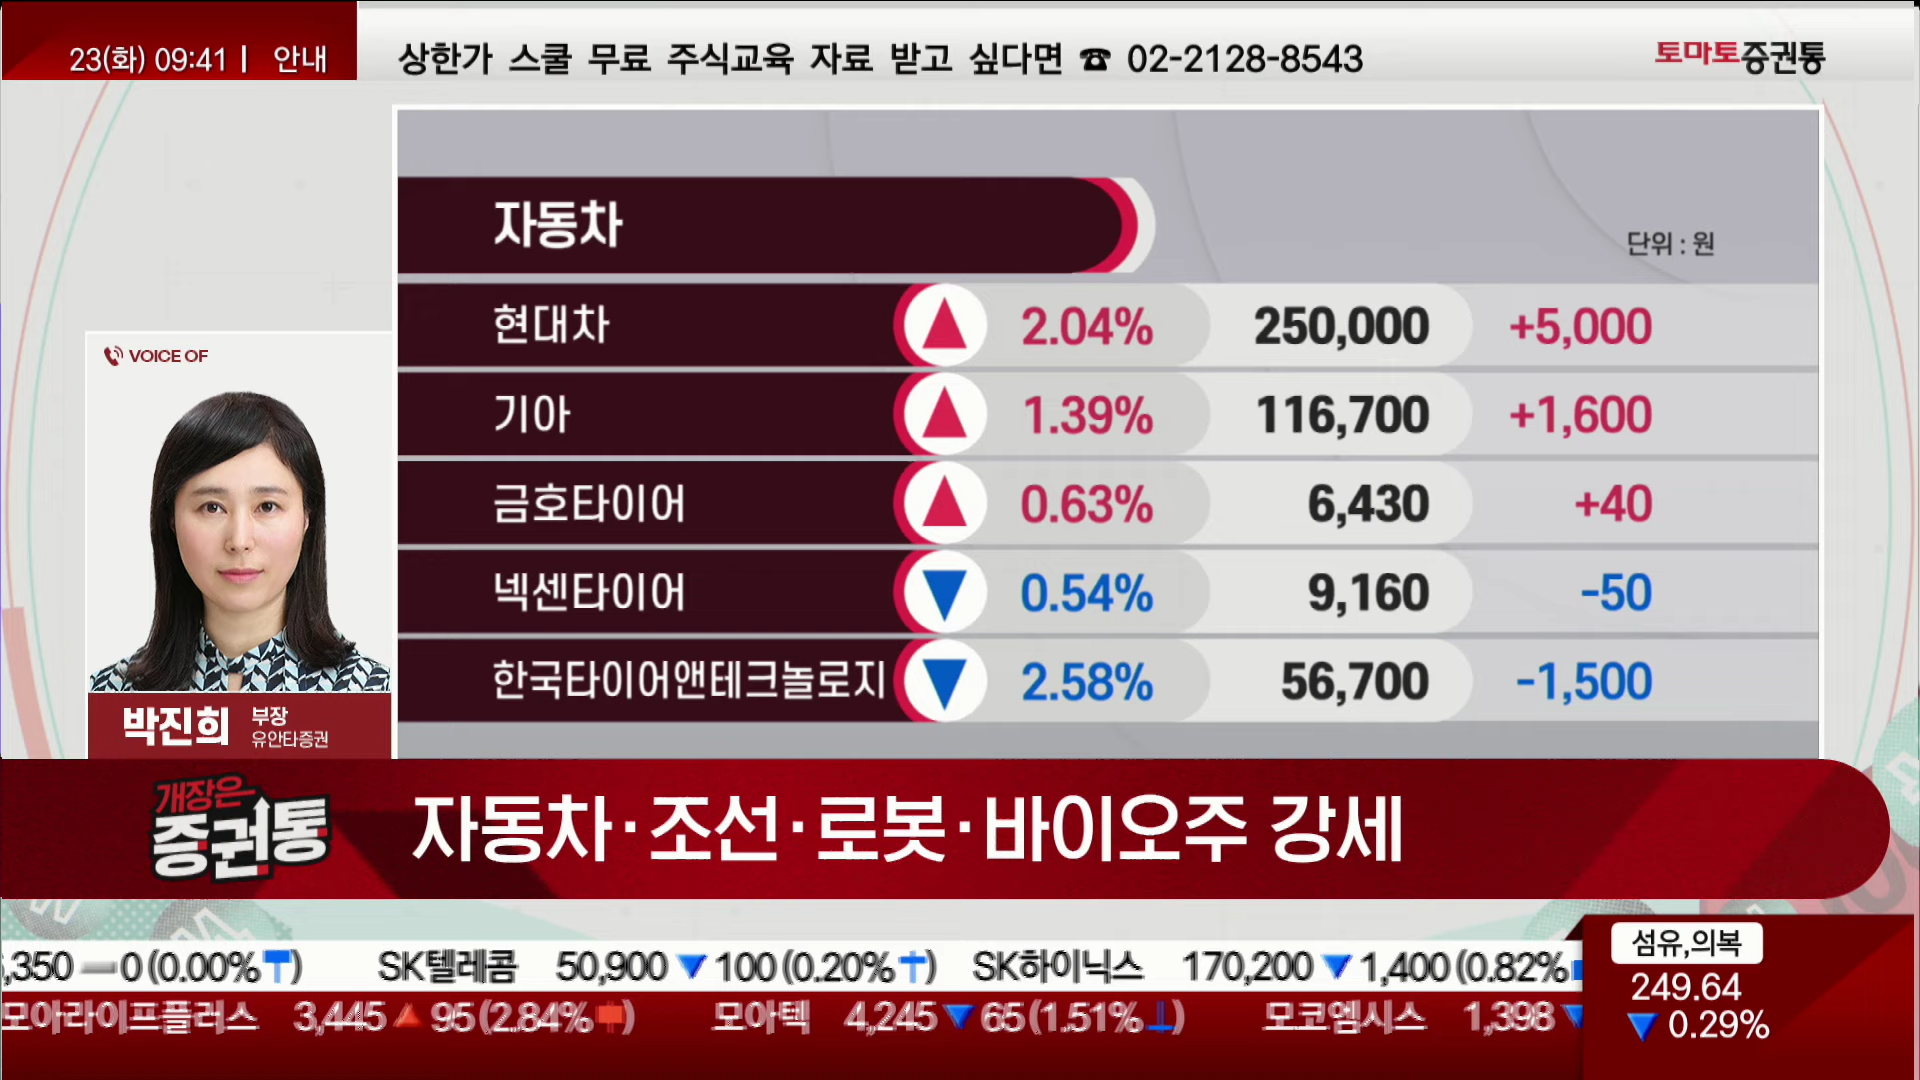 23(화) 09:41 | 안내
상한가 스쿨 무료 주식교육 자료 받고 싶다면 ☎ 02-2128-8543
토마토증권통
자동차
단위 : 원
현대차 ▲ 2.04% 250,000 +5,000
기아 ▲ 1.39% 116,700 +1,600
금호타이어 ▲ 0.63% 6,430 +40
넥센타이어 ▼ 0.54% 9,160 -50
한국타이어앤테크놀로지 ▼ 2.58% 56,700 -1,500
VOICE OF
박진희 부장
유안타증권
개장은
증권통
자동차·조선·로봇·바이오주 강세
,350 0 (0.00%) SK텔레콤 50,900 ▼ 100 (0.20%) SK하이닉스 170,200 ▼ 1,400 (0.82%
모아라이프플러스 3,445 ▲ 95 (2.84%) 모아텍 4,245 ▼ 65 (1.51%) 모코엠시스 1,398 ▼
섬유,의복
249.64
▼ 0.29%